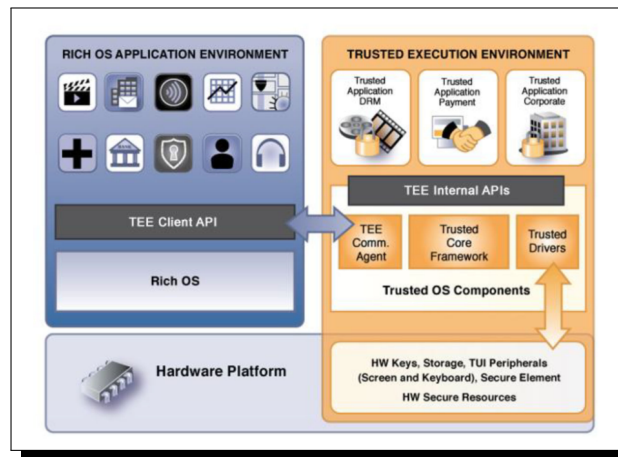 RICH OS APPLICATION ENVIRONMENT
TEE Client API
Rich OS
TRUSTED EXECUTION ENVIRONMENT
Trusted
Application
DRM
Trusted
Application
Payment
Trusted
Application
Corporate
TEE Internal APIs
TEE
Comm.
Agent
Trusted
Core
Framework
Trusted
Drivers
Trusted OS Components
Hardware Platform
HW Keys, Storage, TUI Peripherals
(Screen and Keyboard), Secure Element
HW Secure Resources